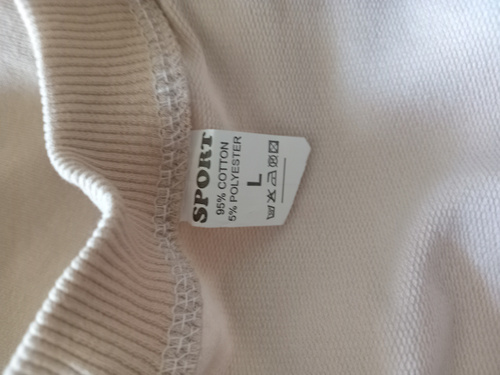 SPORT
95% COTTON
5% POLYESTER
L